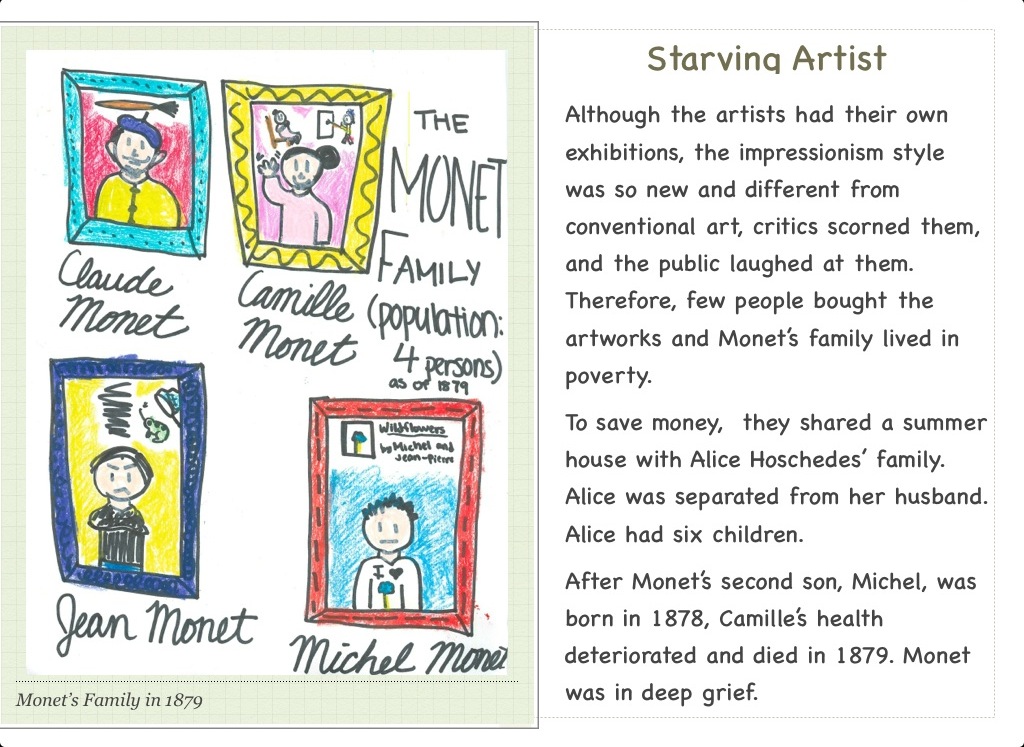 THE
MONET
FAMILY
(population:
4 persons)
as of 1879
Claude
Monet
Camille
Monet
Wildflowers
by Michel and
Jean-Pierre
I ♥
Jean Monet
Michel Monet
Monet's Family in 1879
Starving Artist
Although the artists had their own
exhibitions, the impressionism style
was so new and different from
conventional art, critics scorned them,
and the public laughed at them.
Therefore, few people bought the
artworks and Monet's family lived in
poverty.
To save money,  they shared a summer
house with Alice Hoschedes' family.
Alice was separated from her husband.
Alice had six children.
After Monet's second son, Michel, was
born in 1878, Camille's health
deteriorated and died in 1879. Monet
was in deep grief.